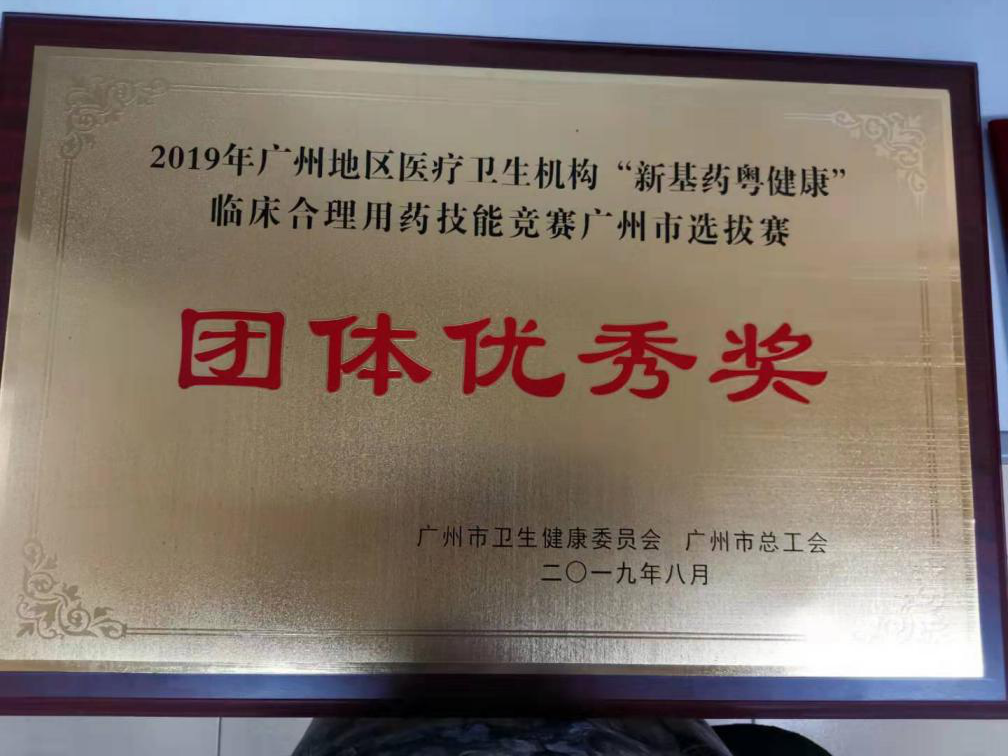 2019年广州地区医疗卫生机构“新基药粤健康”
临床合理用药技能竞赛广州市选拔赛
团体优秀奖
广州市卫生健康委员会 广州市总工会
二〇一九年八月